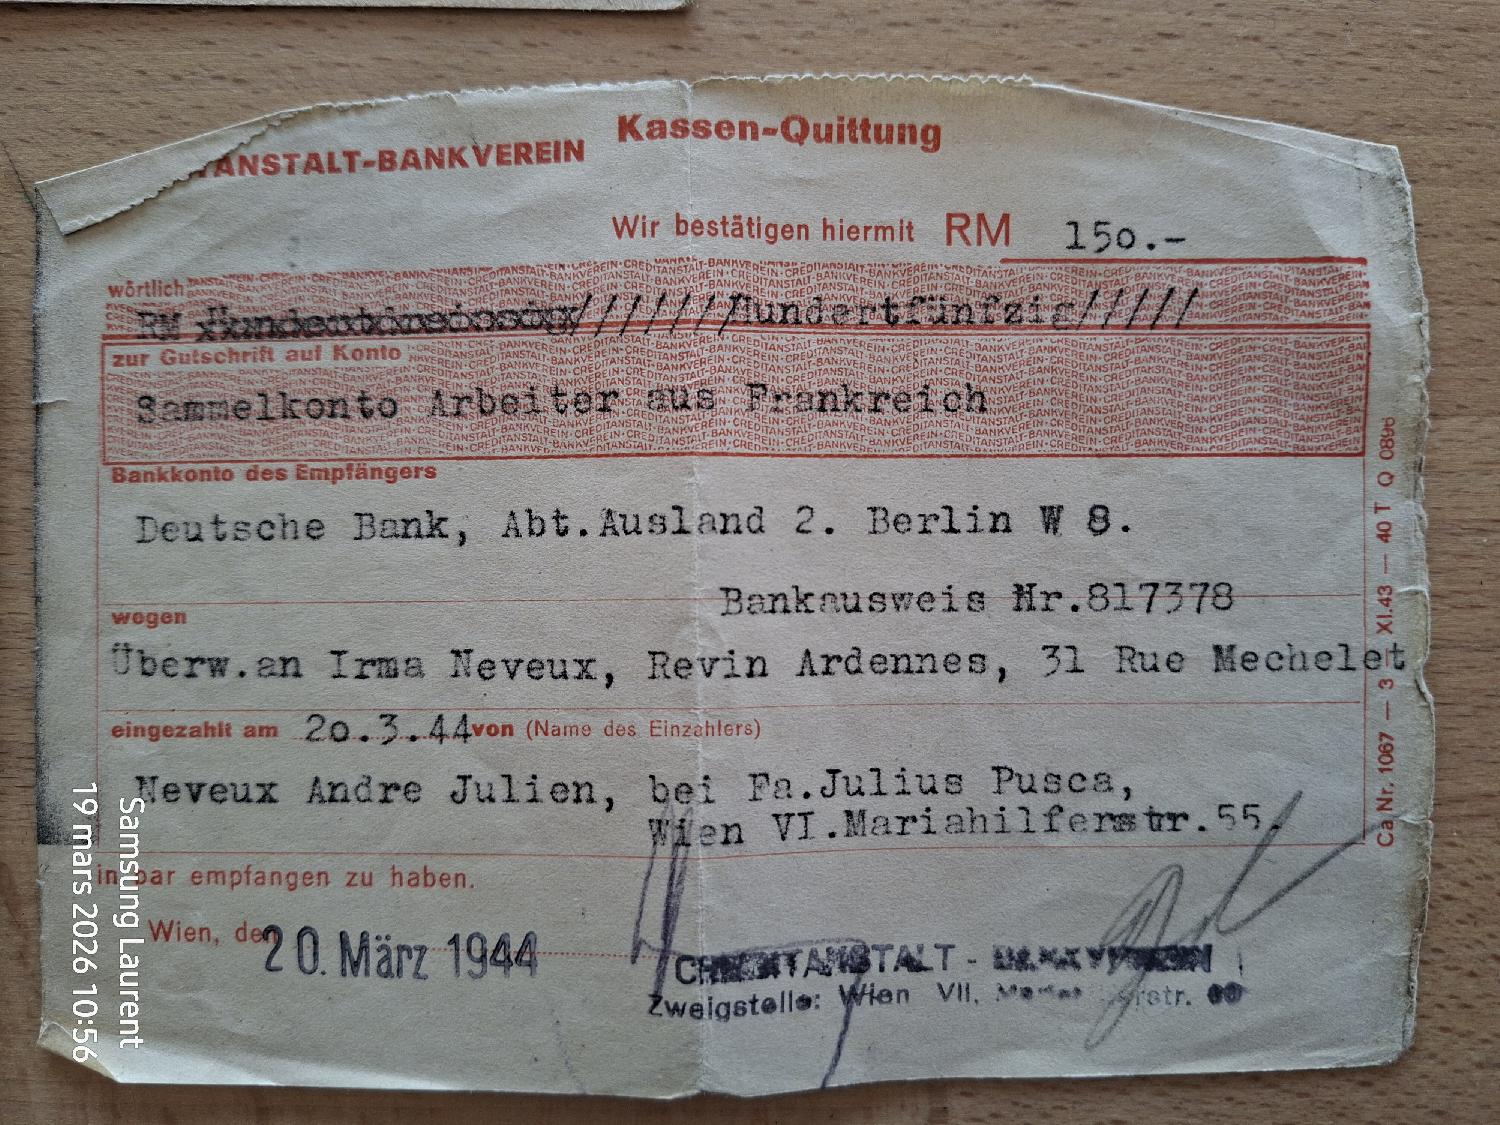 TANSTALT-BANKVEREIN Kassen-Quittung
Wir bestätigen hiermit RM 150.-
wörtlich
RM //////Hundertfünfzig/////
zur Gutschrift auf Konto
Sammelkonto Arbeiter aus Frankreich
Bankkonto des Empfängers
Deutsche Bank, Abt.Ausland 2. Berlin W 8.
Bankausweis Nr.817378
wegen
Überw.an Irma Neveux, Revin Ardennes, 31 Rue Mechelet
eingezahlt am 20.3.44 von (Name des Einzahlers)
Neveux Andre Julien, bei Fa.Julius Pusca,
Wien VI.Mariahilferstr.55.
in bar empfangen zu haben.
Wien, den 20. März 1944
CREDITANSTALT - BANKVEREIN
Zweigstelle: Wien VII,
Ca Nr. 1067 — 3 XI.43 — 40 T Q 0896
Samsung Laurent
19 mars 2026 10:56